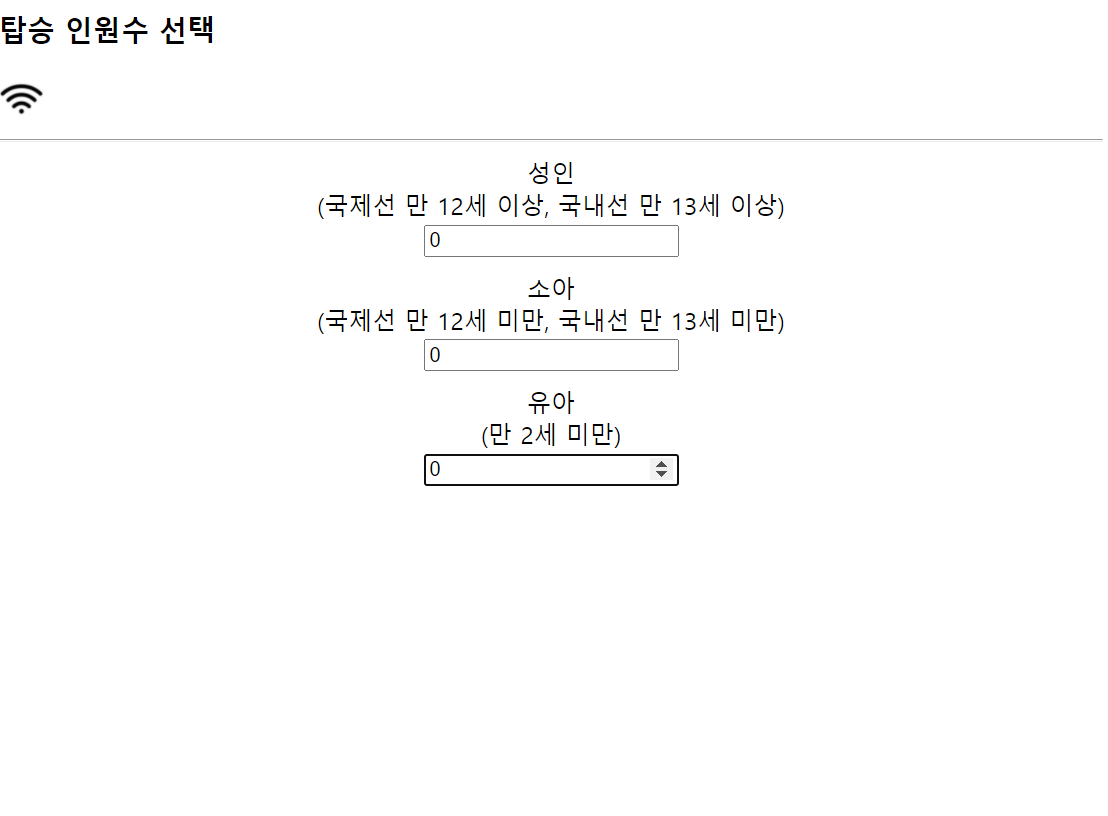 탑승 인원수 선택
성인
(국제선 만 12세 이상, 국내선 만 13세 이상)
0
소아
(국제선 만 12세 미만, 국내선 만 13세 미만)
0
유아
(만 2세 미만)
0